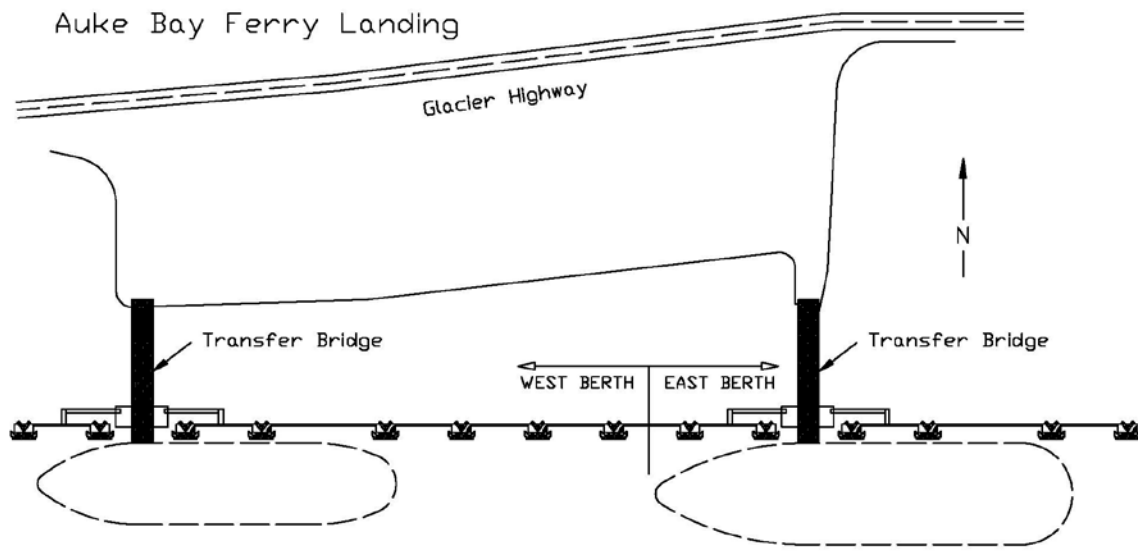 Auke Bay Ferry Landing
Glacier Highway
N
Transfer Bridge
Transfer Bridge
WEST BERTH
EAST BERTH